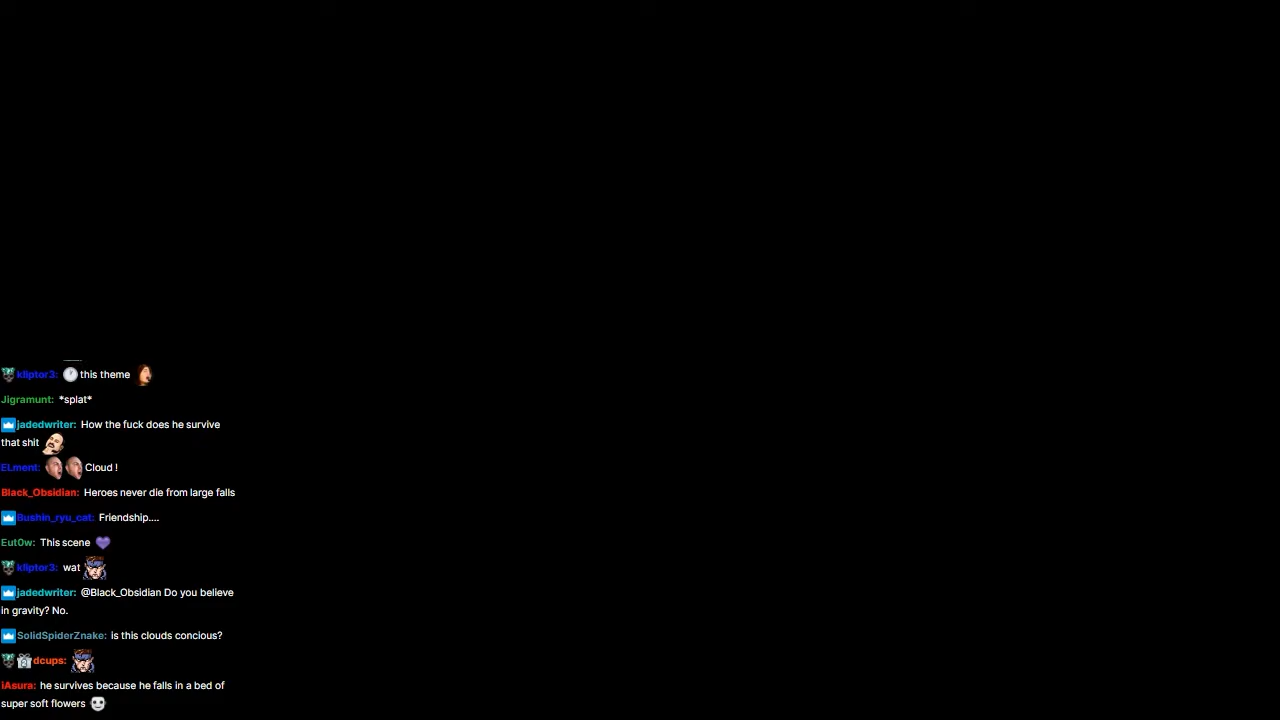 kliptor3: this theme
Jigramunt: *splat*
jadedwriter: How the fuck does he survive
that shit
ELment: Cloud !
Black_Obsidian: Heroes never die from large falls
Bushin_ryu_cat: Friendship....
Eut0w: This scene
kliptor3: wat
jadedwriter: @Black_Obsidian Do you believe
in gravity? No.
SolidSpiderZnake: is this clouds concious?
dcups:
iAsura: he survives because he falls in a bed of
super soft flowers